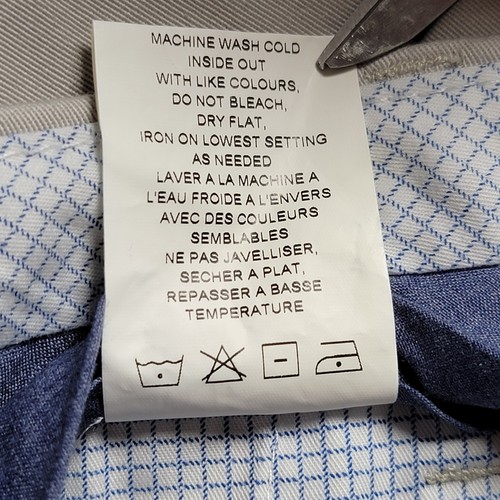 MACHINE WASH COLD
INSIDE OUT
WITH LIKE COLOURS,
DO NOT BLEACH,
DRY FLAT,
IRON ON LOWEST SETTING
AS NEEDED
LAVER A LA MACHINE A
L'EAU FROIDE A L'ENVERS
AVEC DES COULEURS
SEMBLABLES
NE PAS JAVELLISER,
SECHER A PLAT,
REPASSER A BASSE
TEMPERATURE